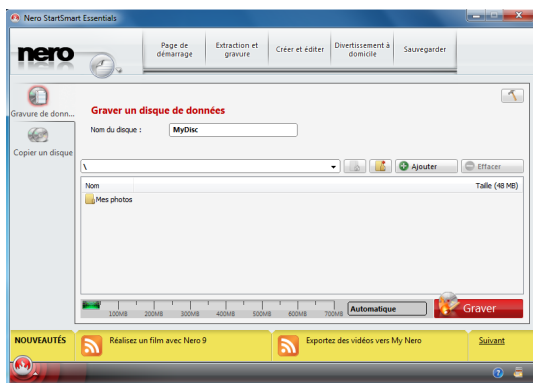 Nero StartSmart Essentials
nero
Page de démarrage
Extraction et gravure
Créer et éditer
Divertissement à domicile
Sauvegarder
Gravure de donn...
Copier un disque
Graver un disque de données
Nom du disque :
MyDisc
\
Ajouter
Effacer
Nom
Taille (48 MB)
Mes photos
100MB
200MB
300MB
400MB
500MB
600MB
700MB
Automatique
Graver
NOUVEAUTÉS
Réalisez un film avec Nero 9
Exportez des vidéos vers My Nero
Suivant